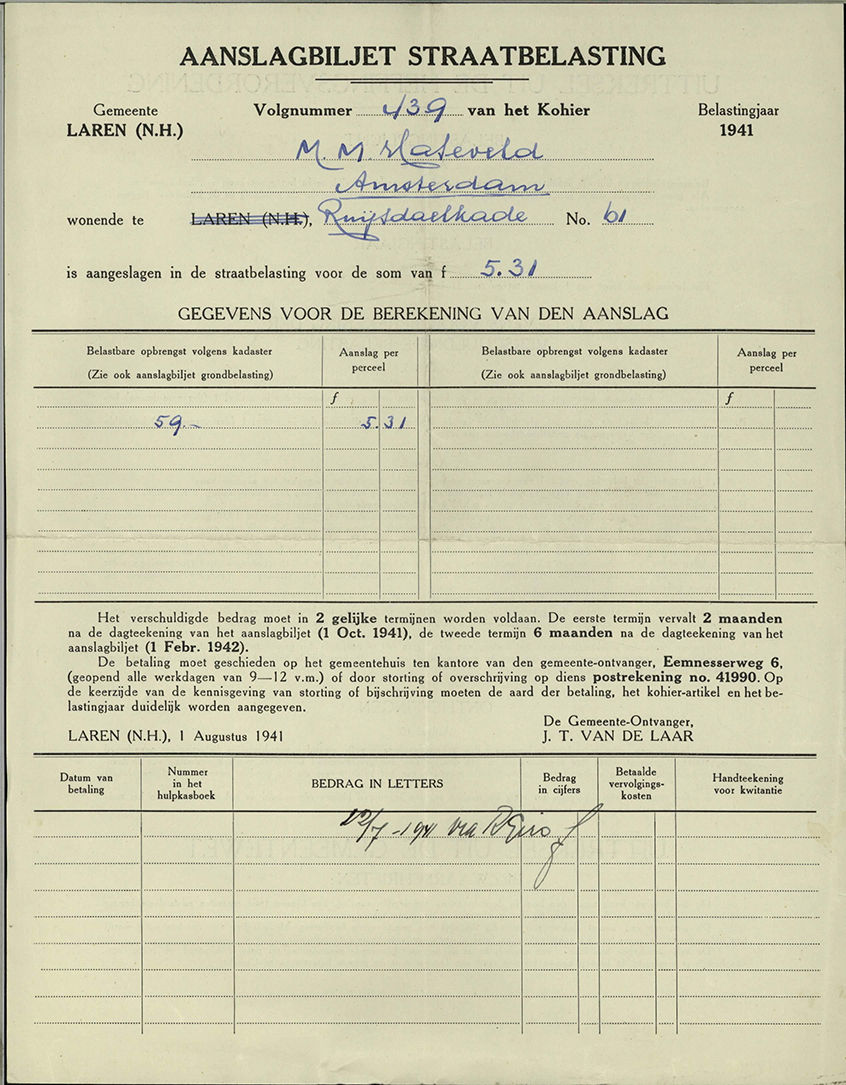 AANSLAGBILJET STRAATBELASTING
Gemeente
LAREN (N.H.)
Volgnummer 439 van het Kohier
Belastingjaar
1941
M. M. Hateveld
Amsterdam
wonende te LAREN (N.H.), Ruijsdaelkade No. 61
is aangeslagen in de straatbelasting voor de som van f 5.31
GEGEVENS VOOR DE BEREKENING VAN DEN AANSLAG
Belastbare opbrengst volgens kadaster
(Zie ook aanslagbiljet grondbelasting)
Aanslag per
perceel
Belastbare opbrengst volgens kadaster
(Zie ook aanslagbiljet grondbelasting)
Aanslag per
perceel
f f
59.- 5.31
Het verschuldigde bedrag moet in 2 gelijke termijnen worden voldaan. De eerste termijn vervalt 2 maanden
na de dagteekening van het aanslagbiljet (1 Oct. 1941), de tweede termijn 6 maanden na de dagteekening van het
aanslagbiljet (1 Febr. 1942).
De betaling moet geschieden op het gemeentehuis ten kantore van den gemeente-ontvanger, Eemnesserweg 6,
(geopend alle werkdagen van 9—12 v.m.) of door storting of overschrijving op diens postrekening no. 41990. Op
de keerzijde van de kennisgeving van storting of bijschrijving moeten de aard der betaling, het kohier-artikel en het be-
lastingjaar duidelijk worden aangegeven.
De Gemeente-Ontvanger,
LAREN (N.H.), 1 Augustus 1941
J. T. VAN DE LAAR
Datum van
betaling
Nummer
in het
hulpkasboek
BEDRAG IN LETTERS
Bedrag
in cijfers
Betaalde
vervolgings-
kosten
Handteekening
voor kwitantie
via